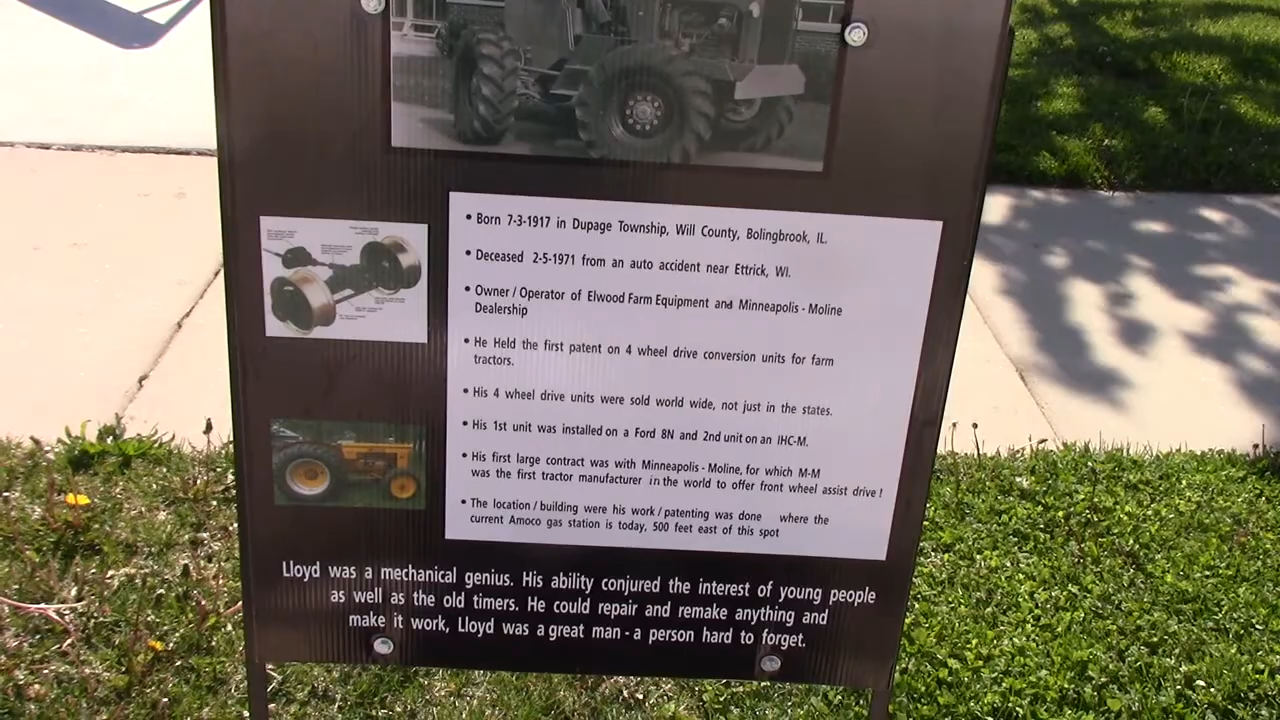 • Born 7-3-1917 in Dupage Township, Will County, Bolingbrook, IL.
• Deceased 2-5-1971 from an auto accident near Ettrick, WI.
• Owner / Operator of Elwood Farm Equipment and Minneapolis - Moline
Dealership
• He Held the first patent on 4 wheel drive conversion units for farm
tractors.
• His 4 wheel drive units were sold world wide, not just in the states.
• His 1st unit was installed on a Ford 8N and 2nd unit on an IHC-M.
• His first large contract was with Minneapolis - Moline, for which M-M
was the first tractor manufacturer in the world to offer front wheel assist drive !
• The location / building were his work / patenting was done where the
current Amoco gas station is today, 500 feet east of this spot
Lloyd was a mechanical genius. His ability conjured the interest of young people
as well as the old timers. He could repair and remake anything and
make it work, Lloyd was a great man - a person hard to forget.